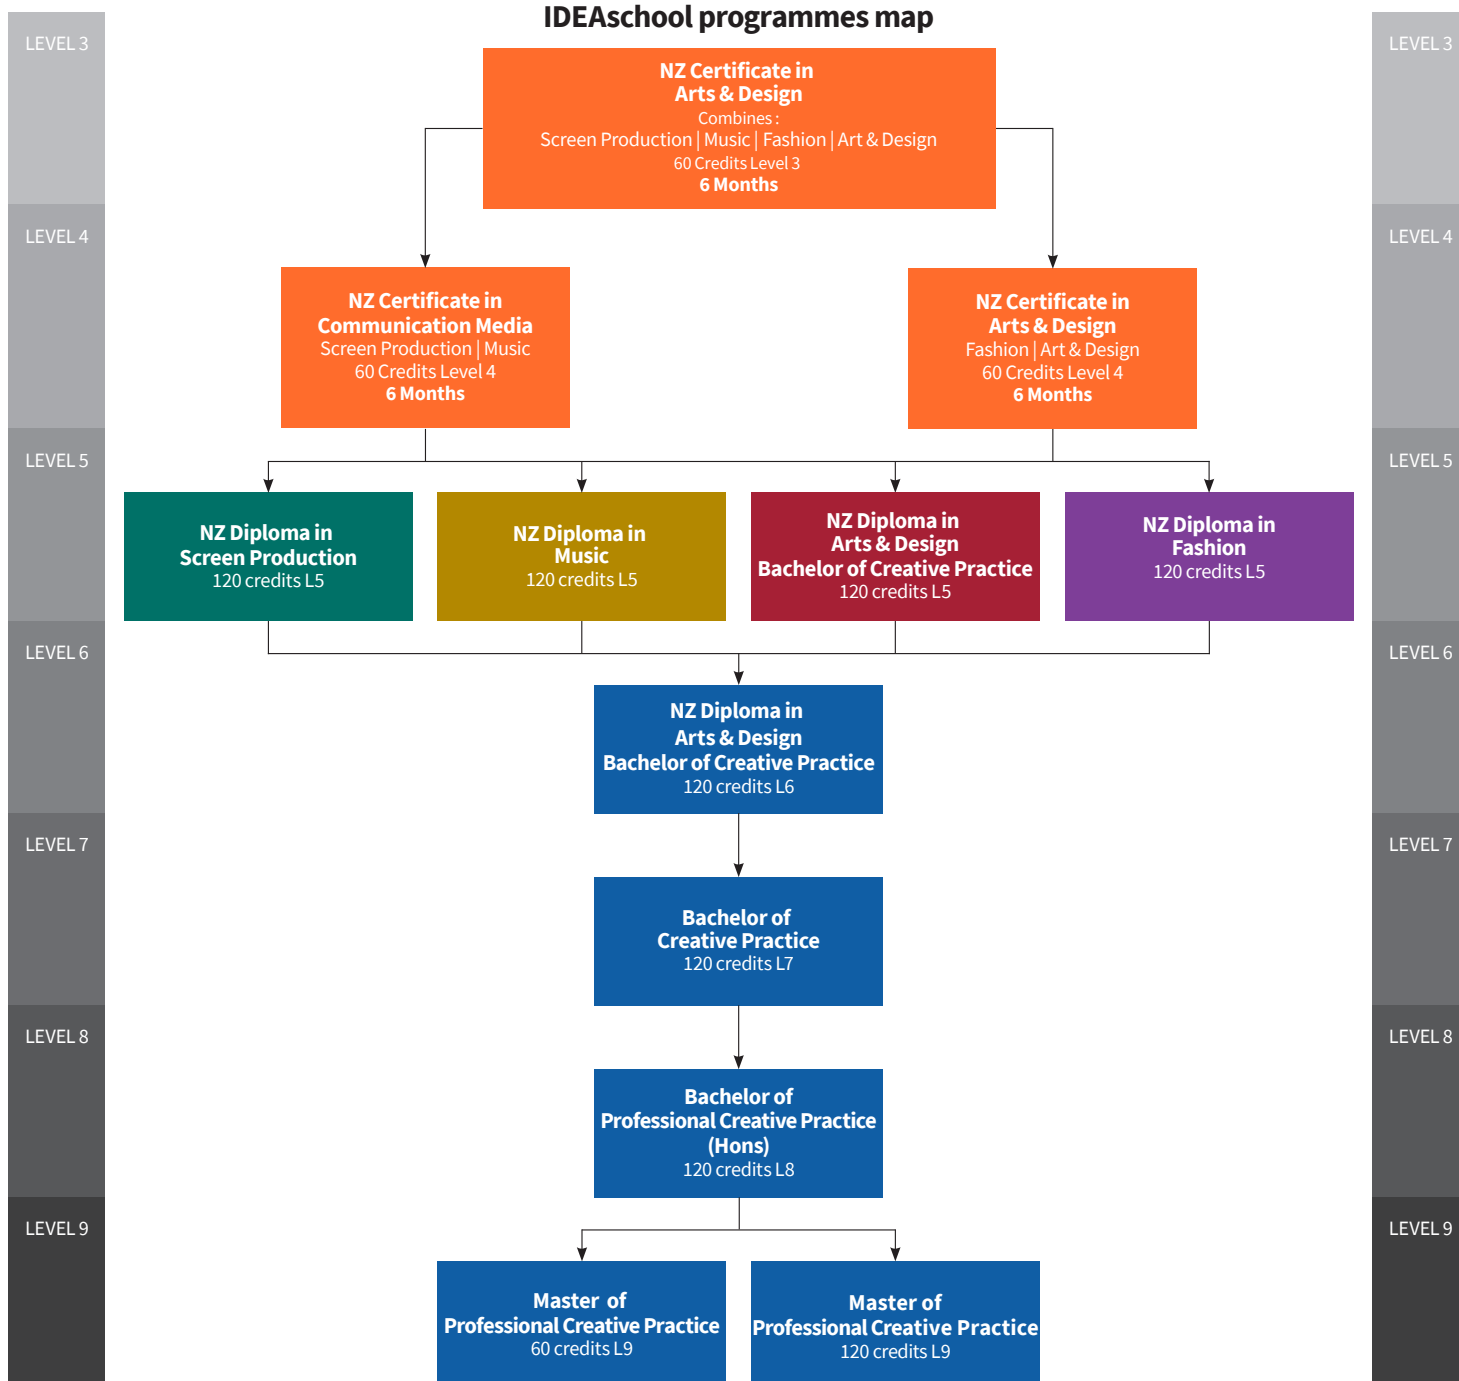 IDEAschool programmes map
LEVEL 3
LEVEL 3
NZ Certificate in
Arts & Design
Combines :
Screen Production | Music | Fashion | Art & Design
60 Credits Level 3
6 Months
LEVEL 4
LEVEL 4
NZ Certificate in
Communication Media
Screen Production | Music
60 Credits Level 4
6 Months
NZ Certificate in
Arts & Design
Fashion | Art & Design
60 Credits Level 4
6 Months
LEVEL 5
LEVEL 5
NZ Diploma in
Screen Production
120 credits L5
NZ Diploma in
Music
120 credits L5
NZ Diploma in
Arts & Design
Bachelor of Creative Practice
120 credits L5
NZ Diploma in
Fashion
120 credits L5
LEVEL 6
LEVEL 6
NZ Diploma in
Arts & Design
Bachelor of Creative Practice
120 credits L6
LEVEL 7
LEVEL 7
Bachelor of
Creative Practice
120 credits L7
LEVEL 8
LEVEL 8
Bachelor of
Professional Creative Practice
(Hons)
120 credits L8
LEVEL 9
LEVEL 9
Master of
Professional Creative Practice
60 credits L9
Master of
Professional Creative Practice
120 credits L9